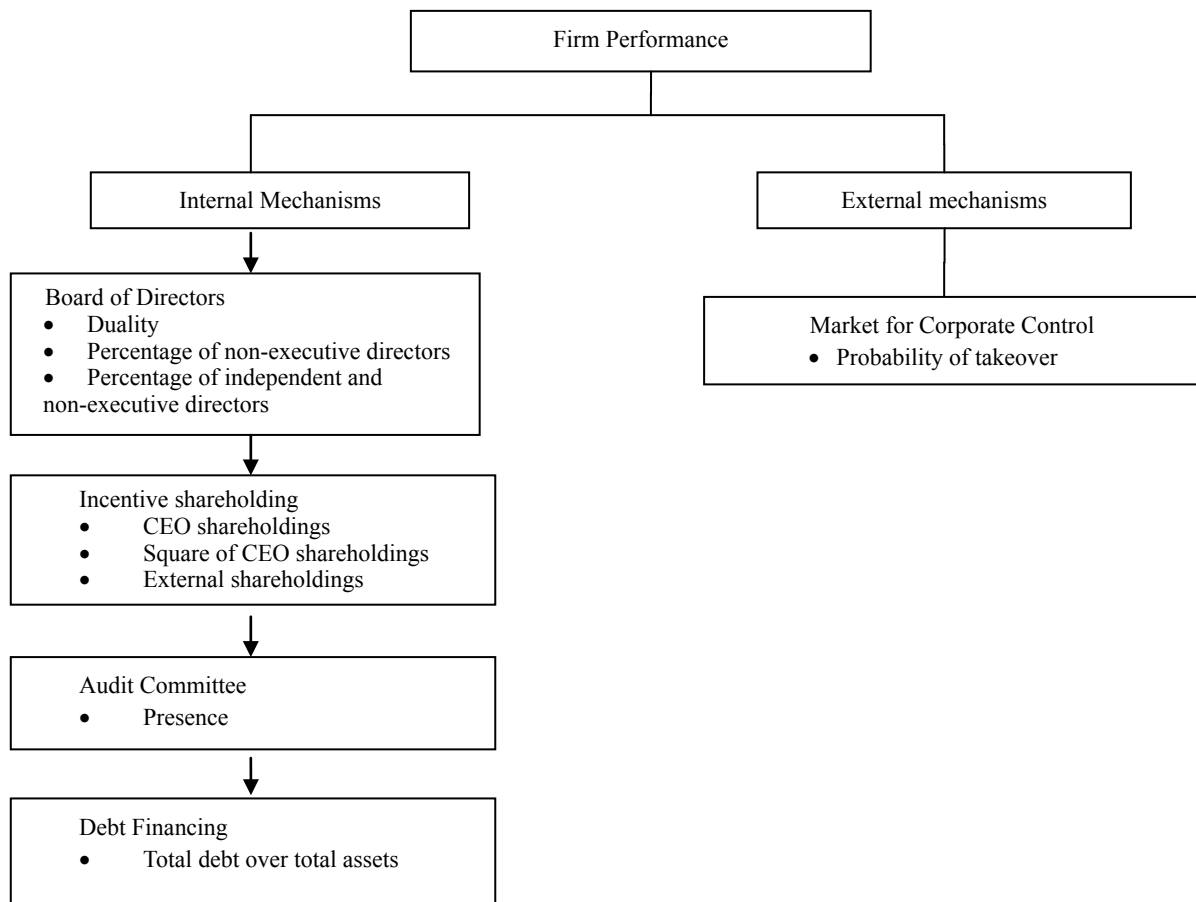 Firm Performance
Internal Mechanisms
External mechanisms
Board of Directors
• Duality
• Percentage of non-executive directors
• Percentage of independent and
non-executive directors
Market for Corporate Control
• Probability of takeover
Incentive shareholding
• CEO shareholdings
• Square of CEO shareholdings
• External shareholdings
Audit Committee
• Presence
Debt Financing
• Total debt over total assets